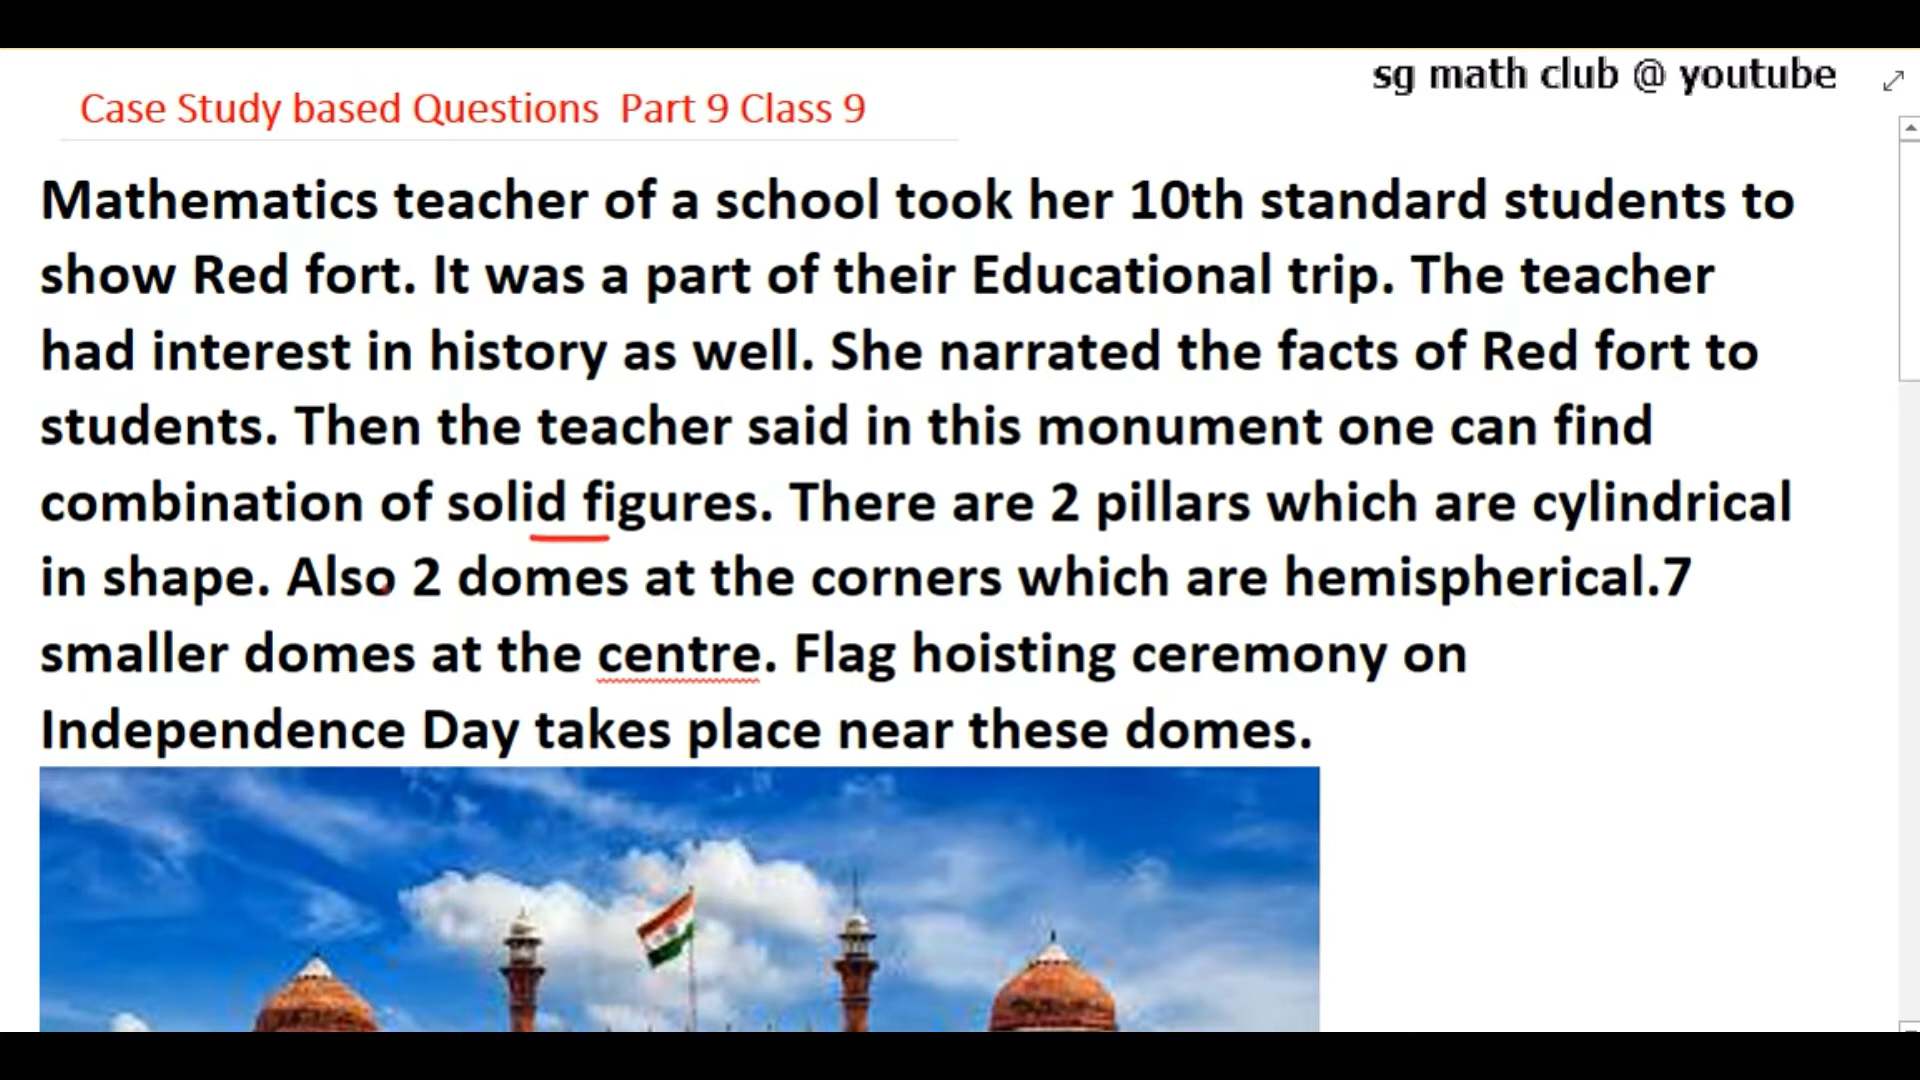 sg math club @ youtube
Case Study based Questions  Part 9 Class 9
Mathematics teacher of a school took her 10th standard students to
show Red fort. It was a part of their Educational trip. The teacher
had interest in history as well. She narrated the facts of Red fort to
students. Then the teacher said in this monument one can find
combination of solid figures. There are 2 pillars which are cylindrical
in shape. Also 2 domes at the corners which are hemispherical.7
smaller domes at the centre. Flag hoisting ceremony on
Independence Day takes place near these domes.